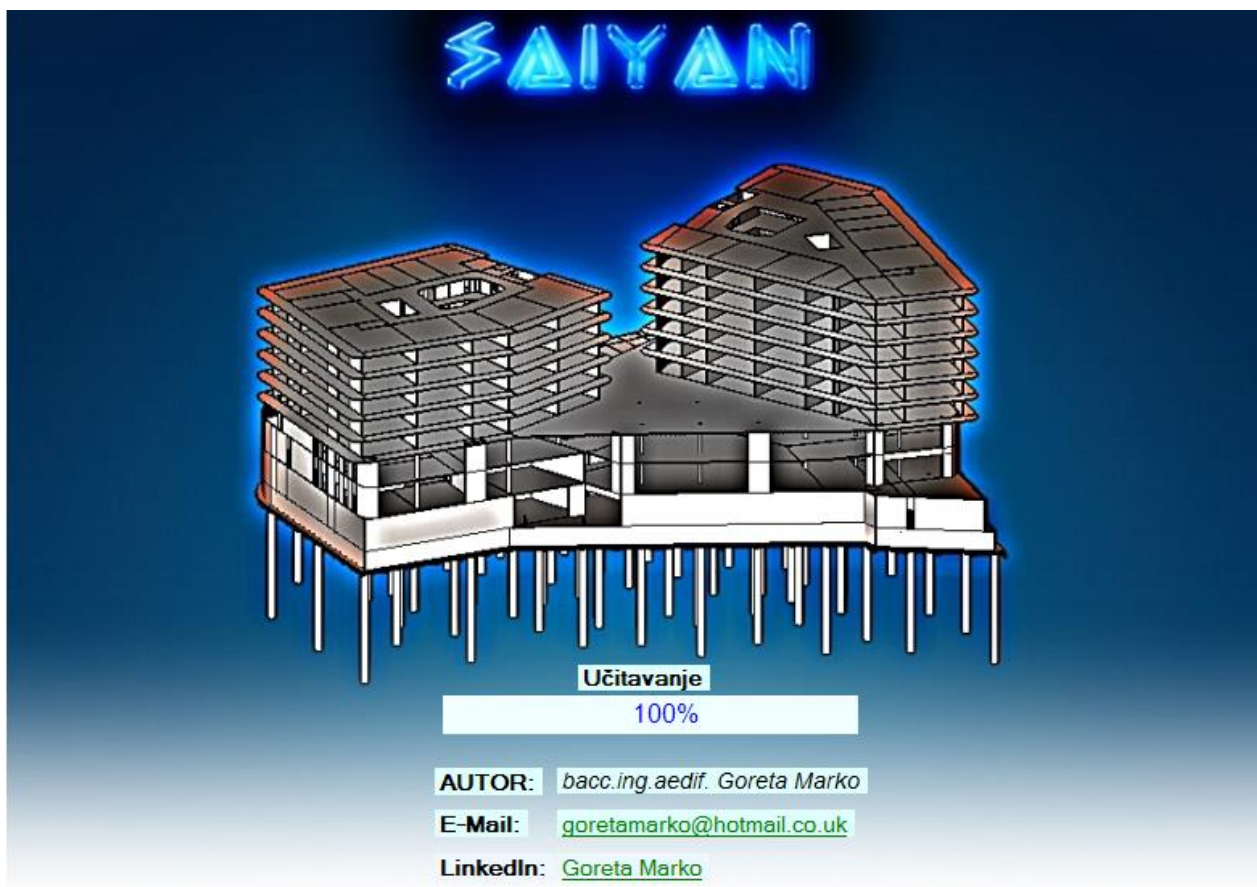 SAIYAN
Učitavanje
100%
AUTOR: bacc.ing.aedif. Goreta Marko
E-Mail: goretamarko@hotmail.co.uk
LinkedIn: Goreta Marko